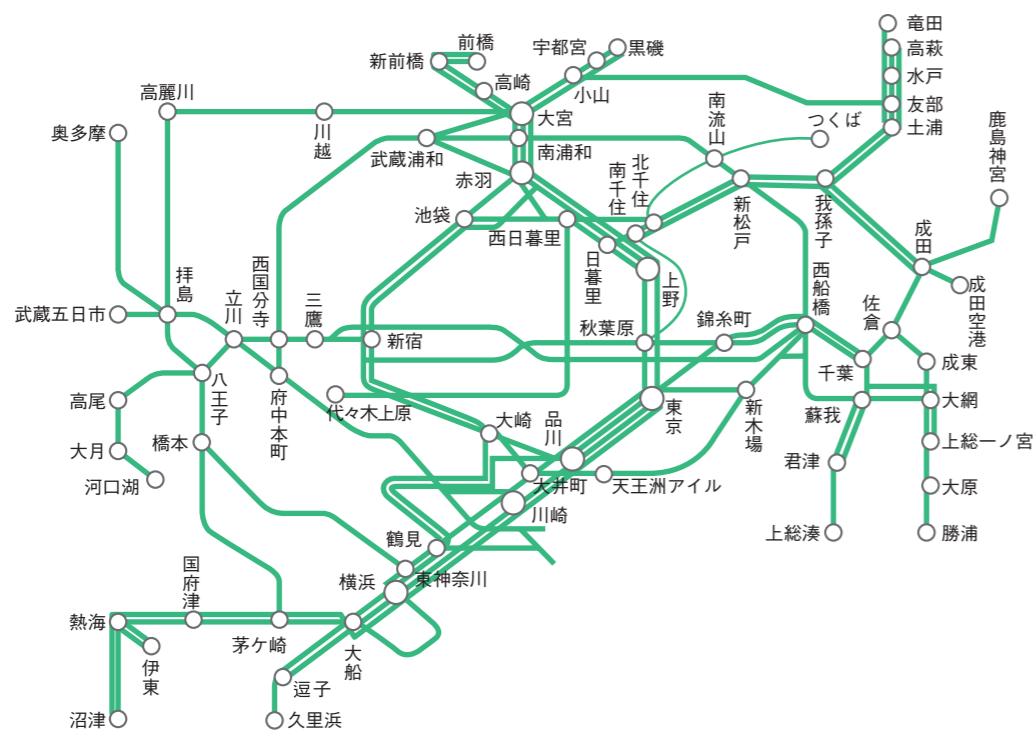 竜田
高萩
水戸
友部
土浦
前橋
新前橋
宇都宮
黒磯
高崎
小山
高麗川
川越
大宮
奥多摩
武蔵浦和
南浦和
南流山
つくば
鹿島神宮
赤羽
北千住
南千住
池袋
西日暮里
日暮里
新松戸
我孫子
成田
上野
成田空港
拝島
西国分寺
西船橋
佐倉
武蔵五日市
立川
三鷹
新宿
秋葉原
錦糸町
千葉
成東
八王子
府中本町
代々木上原
東京
新木場
蘇我
大網
高尾
大崎
品川
橋本
上総一ノ宮
大月
君津
河口湖
大井町
天王洲アイル
大原
川崎
上総湊
勝浦
鶴見
東神奈川
横浜
国府津
熱海
茅ケ崎
大船
伊東
逗子
沼津
久里浜